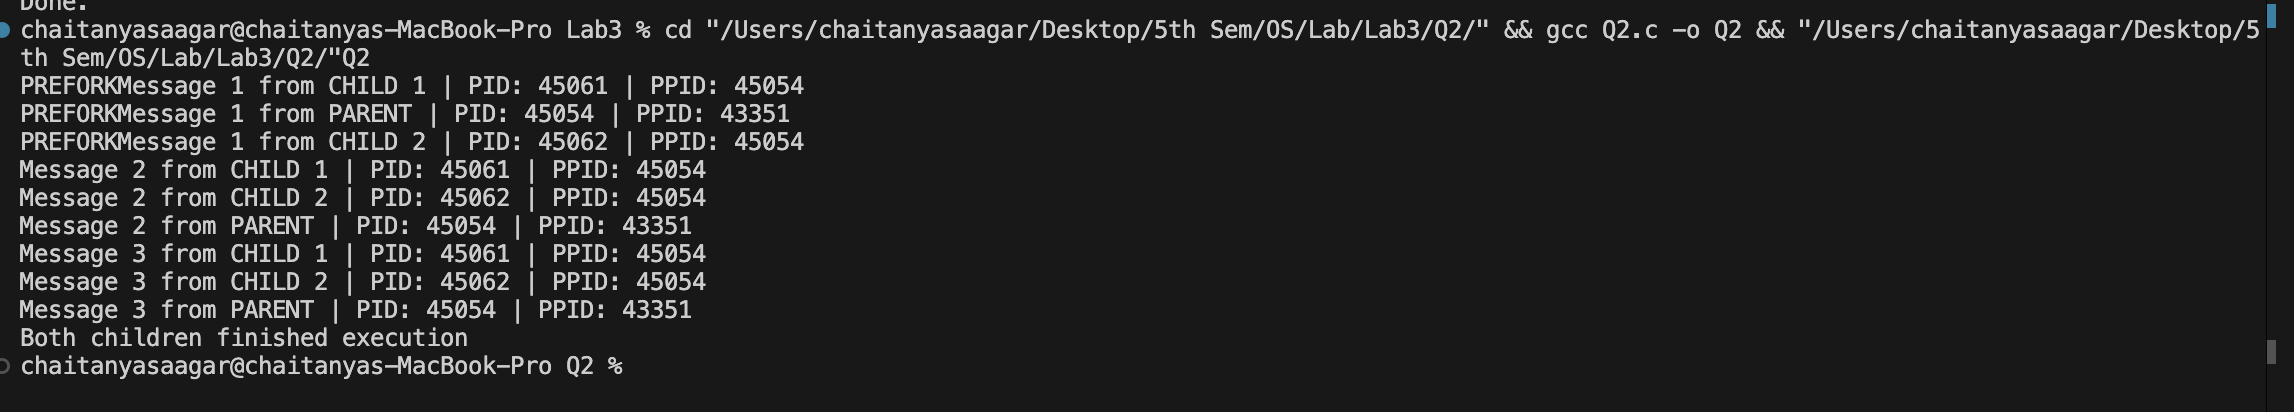 Done.
chaitanyasaagar@chaitanyas-MacBook-Pro Lab3 % cd "/Users/chaitanyasaagar/Desktop/5th Sem/OS/Lab/Lab3/Q2/" && gcc Q2.c -o Q2 && "/Users/chaitanyasaagar/Desktop/5
th Sem/OS/Lab/Lab3/Q2/"Q2
PREFORKMessage 1 from CHILD 1 | PID: 45061 | PPID: 45054
PREFORKMessage 1 from PARENT | PID: 45054 | PPID: 43351
PREFORKMessage 1 from CHILD 2 | PID: 45062 | PPID: 45054
Message 2 from CHILD 1 | PID: 45061 | PPID: 45054
Message 2 from CHILD 2 | PID: 45062 | PPID: 45054
Message 2 from PARENT | PID: 45054 | PPID: 43351
Message 3 from CHILD 1 | PID: 45061 | PPID: 45054
Message 3 from CHILD 2 | PID: 45062 | PPID: 45054
Message 3 from PARENT | PID: 45054 | PPID: 43351
Both children finished execution
chaitanyasaagar@chaitanyas-MacBook-Pro Q2 %